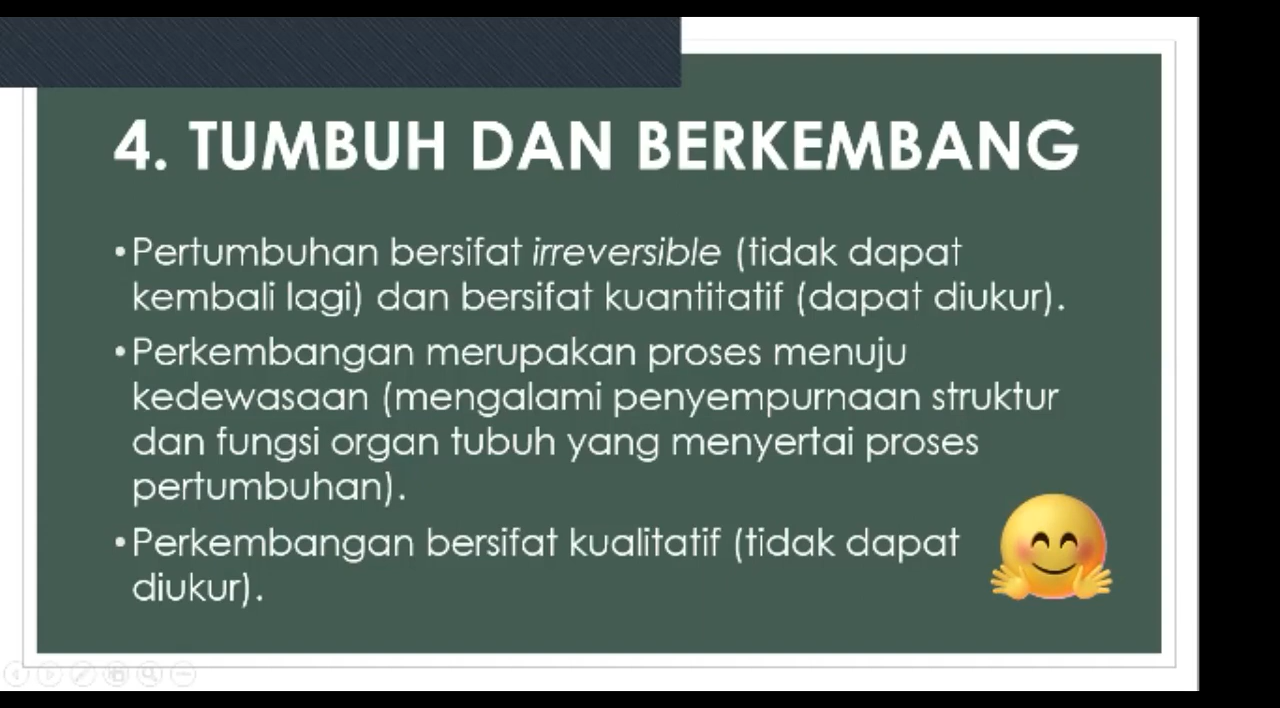 4. TUMBUH DAN BERKEMBANG
•Pertumbuhan bersifat irreversible (tidak dapat
kembali lagi) dan bersifat kuantitatif (dapat diukur).
•Perkembangan merupakan proses menuju
kedewasaan (mengalami penyempurnaan struktur
dan fungsi organ tubuh yang menyertai proses
pertumbuhan).
•Perkembangan bersifat kualitatif (tidak dapat
diukur).